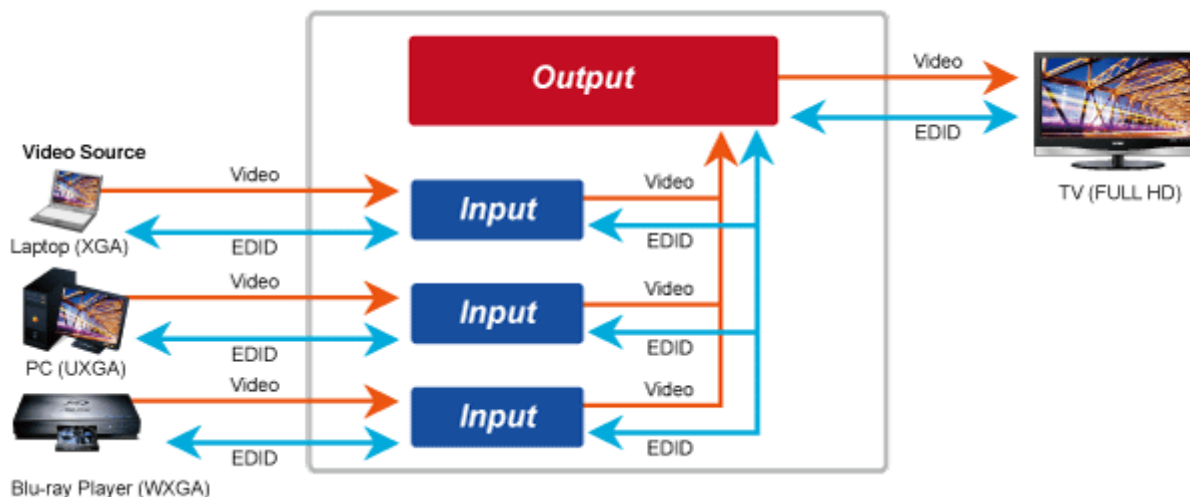 Output
Video
EDID
TV (FULL HD)
Video Source
Video
EDID
Laptop (XGA)
Input
Video
EDID
Video
EDID
PC (UXGA)
Input
Video
EDID
Video
EDID
Blu-ray Player (WXGA)
Input
Video
EDID